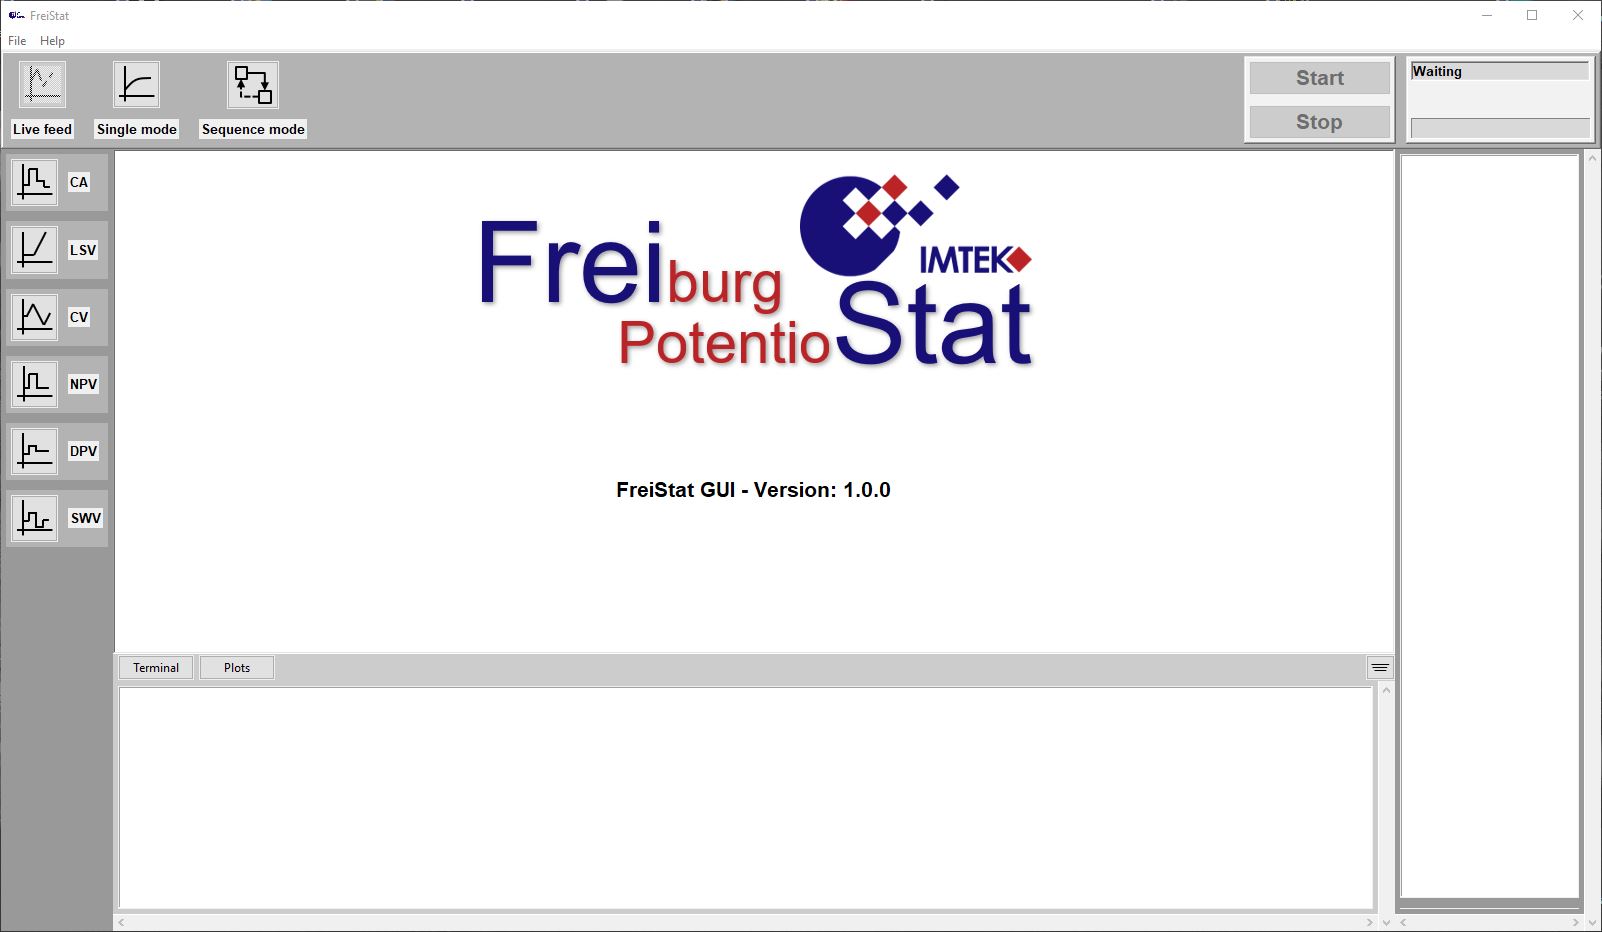 FreiStat
File Help
Live feed
Single mode
Sequence mode
Start
Stop
Waiting
CA
LSV
CV
NPV
DPV
SWV
Freiburg
IMTEK
PotentioStat
FreiStat GUI - Version: 1.0.0
Terminal
Plots